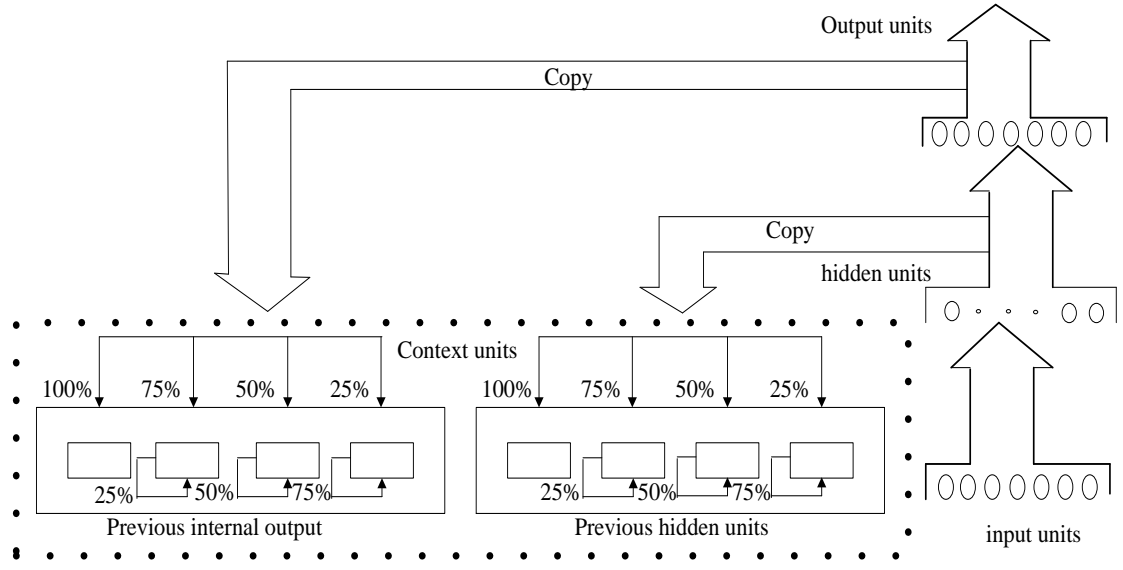 Output units
Copy
Copy
hidden units
Context units
100% 75% 50% 25% 100% 75% 50% 25%
25% 50% 75% 25% 50% 75%
Previous internal output Previous hidden units
input units